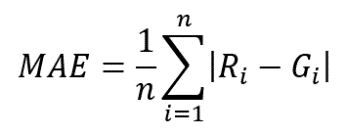 MAE = \frac{1}{n} \sum_{i=1}^{n} |R_i - G_i|